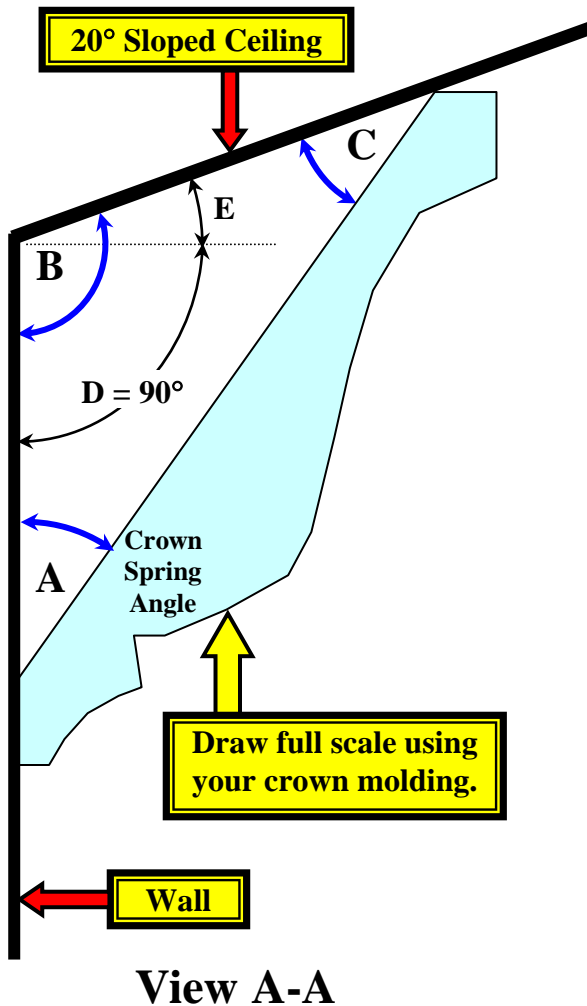 20° Sloped Ceiling
C
E
B
D = 90°
A
Crown
Spring
Angle
Draw full scale using
your crown molding.
Wall
View A-A